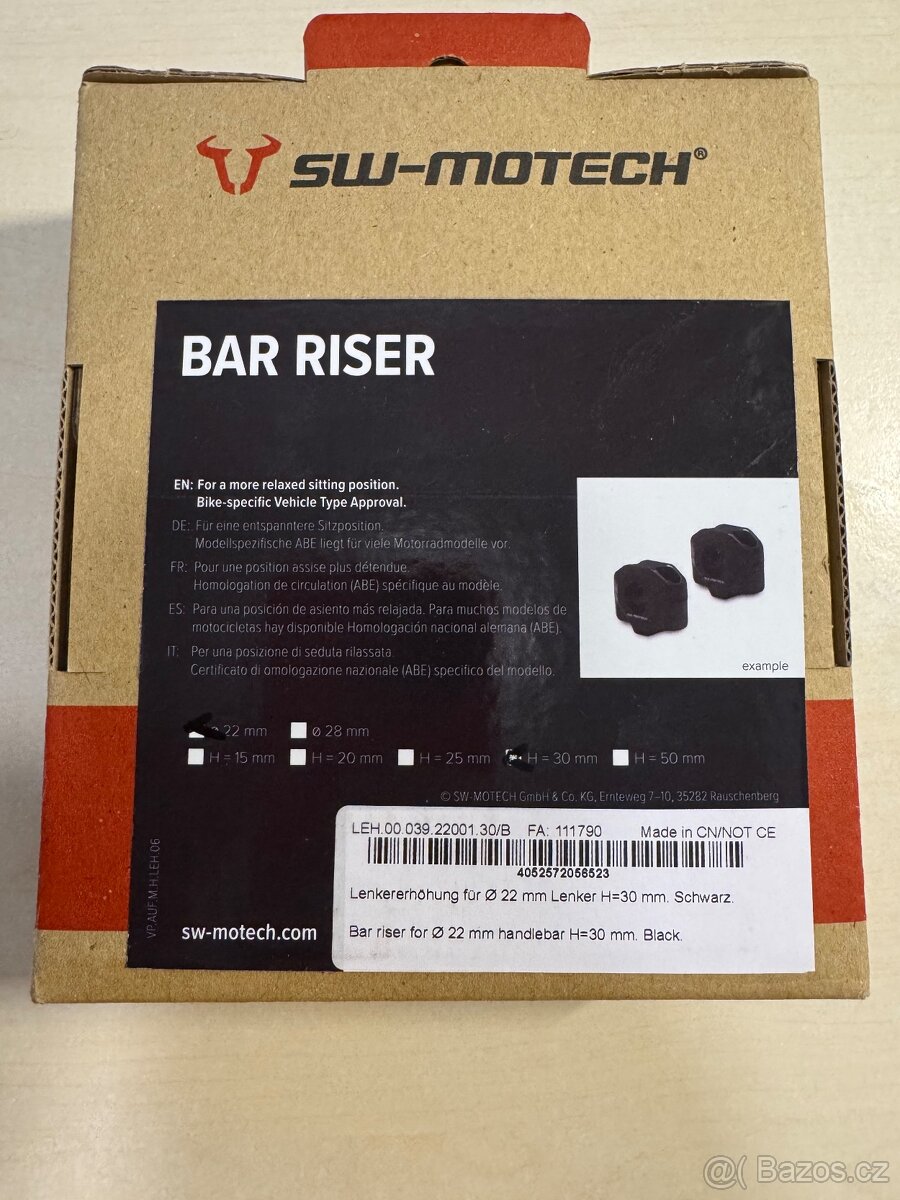 SW-MOTECH®
BAR RISER
EN: For a more relaxed sitting position.
Bike-specific Vehicle Type Approval.
DE: Für eine entspanntere Sitzposition.
Modellspezifische ABE liegt für viele Motorradmodelle vor.
FR: Pour une position assise plus détendue.
Homologation de circulation (ABE) spécifique au modèle.
ES: Para una posición de asiento más relajada. Para muchos modelos de
motocicletas hay disponible Homologación nacional alemana (ABE).
IT: Per una posizione di seduta rilassata.
Certificato di omologazione nazionale (ABE) specifico del modello.
example
ø 22 mm ø 28 mm
H = 15 mm H = 20 mm H = 25 mm H = 30 mm H = 50 mm
© SW-MOTECH GmbH & Co. KG, Ernteweg 7–10, 35282 Rauschenberg
VP.AUF.M.H.LEH.06
LEH.00.039.22001.30/B FA: 111790 Made in CN/NOT CE
4052572056523
Lenkererhöhung für Ø 22 mm Lenker H=30 mm. Schwarz.
Bar riser for Ø 22 mm handlebar H=30 mm. Black.
sw-motech.com
@( Bazos.cz